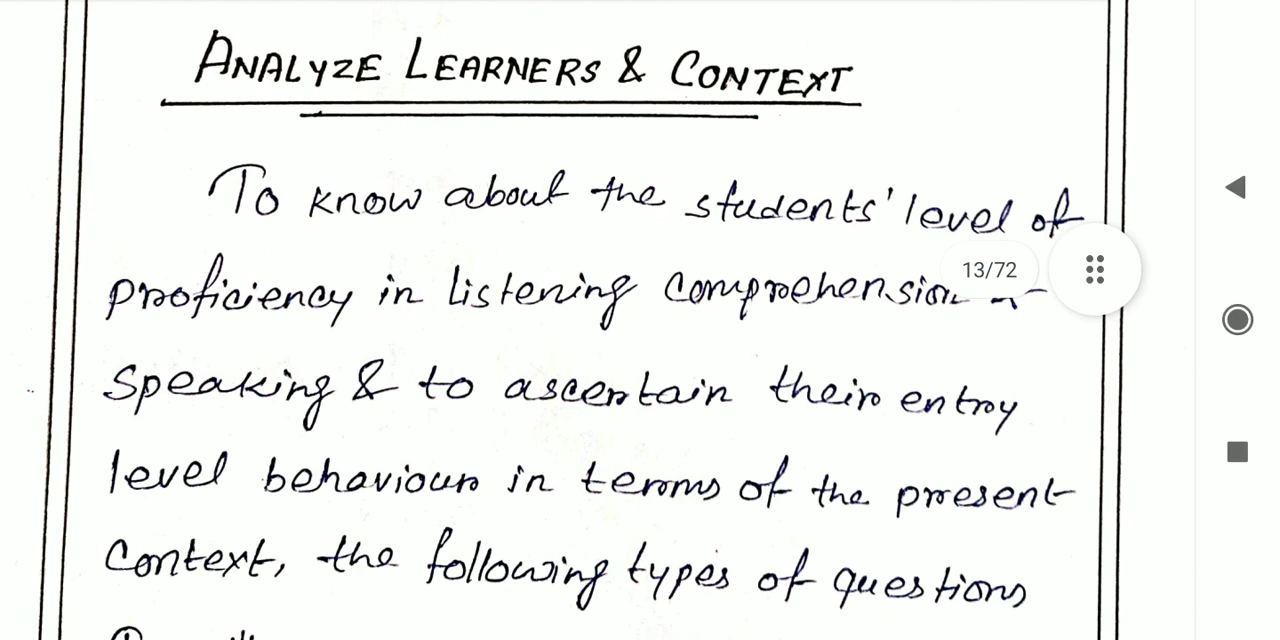 ANALYZE LEARNERS & CONTEXT
To know about the students' level of
13/72
proficiency in listening comprehension
speaking & to ascertain their entry
level behaviour in terms of the present
Context, the following types of questions